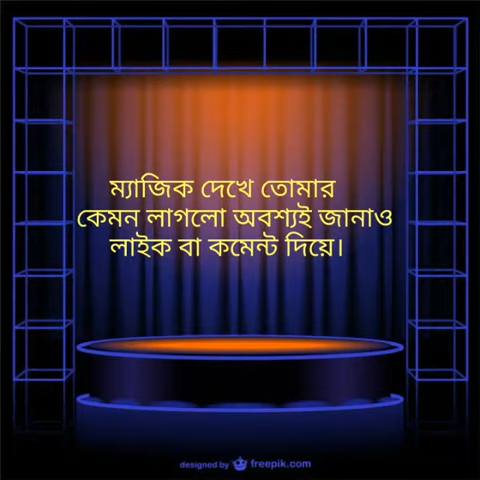 ম্যাজিক দেখে তোমার
কেমন লাগলো অবশ্যই জানাও
লাইক বা কমেন্ট দিয়ে।
designed by freepik.com